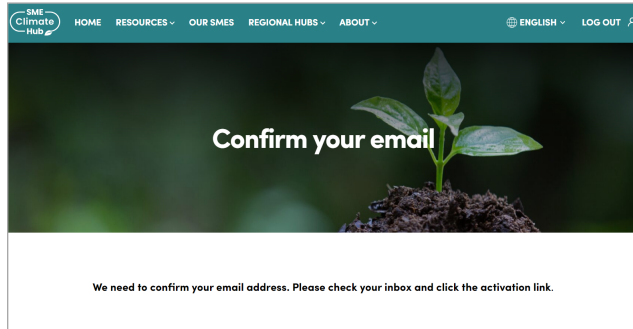 SME
Climate
Hub
HOME RESOURCES OUR SMES REGIONAL HUBS ABOUT ENGLISH LOG OUT
Confirm your email
We need to confirm your email address. Please check your inbox and click the activation link.